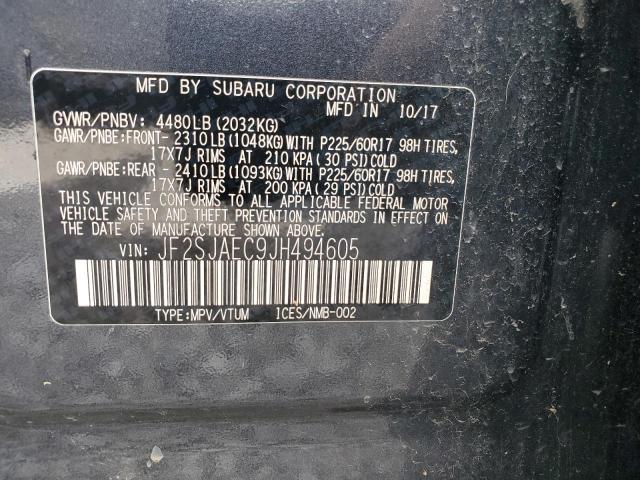 MFD BY SUBARU CORPORATION
MFD IN 10/17
GVWR/PNBV: 4480LB (2032KG)
GAWR/PNBE:FRONT- 2310LB (1048KG) WITH P225/60R17 98H TIRES,
17X7J RIMS AT 210 KPA (30 PSI) COLD
GAWR/PNBE:REAR - 2410LB (1093KG) WITH P225/60R17 98H TIRES,
17X7J RIMS AT 200 KPA (29 PSI) COLD
THIS VEHICLE CONFORMS TO ALL APPLICABLE FEDERAL MOTOR
VEHICLE SAFETY AND THEFT PREVENTION STANDARDS IN EFFECT ON
THE DATE OF MANUFACTURE SHOWN ABOVE.
VIN: JF2SJAEC9JH494605
TYPE:MPV/VTUM ICES/NMB-002